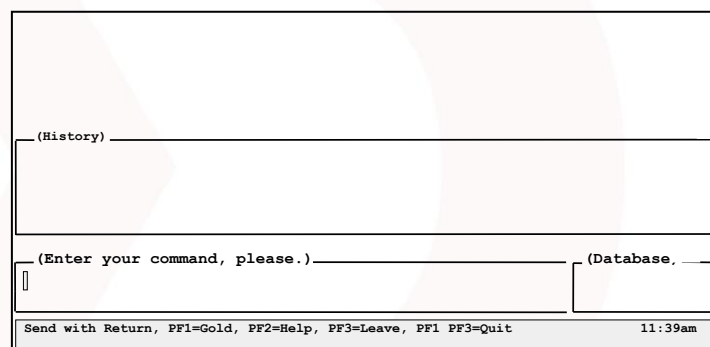 (History)
(Enter your command, please.)
(Database,
Send with Return, PF1=Gold, PF2=Help, PF3=Leave, PF1 PF3=Quit
11:39am